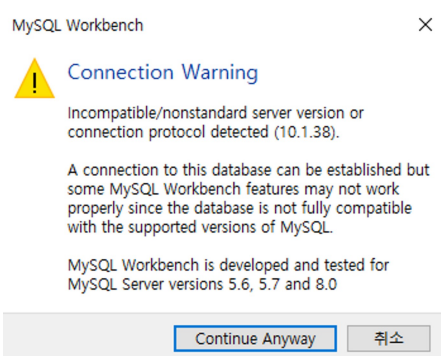 MySQL Workbench
Connection Warning
Incompatible/nonstandard server version or
connection protocol detected (10.1.38).
A connection to this database can be established but
some MySQL Workbench features may not work
properly since the database is not fully compatible
with the supported versions of MySQL.
MySQL Workbench is developed and tested for
MySQL Server versions 5.6, 5.7 and 8.0
Continue Anyway 취소